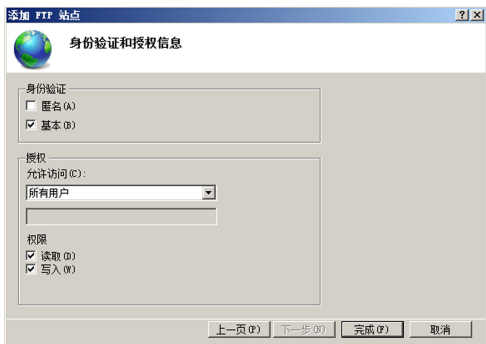 添加 FTP 站点
身份验证和授权信息
身份验证
匿名(A)
基本(B)
授权
允许访问(C):
所有用户
权限
读取(D)
写入(W)
上一页(P) 下一步(N) 完成(F) 取消